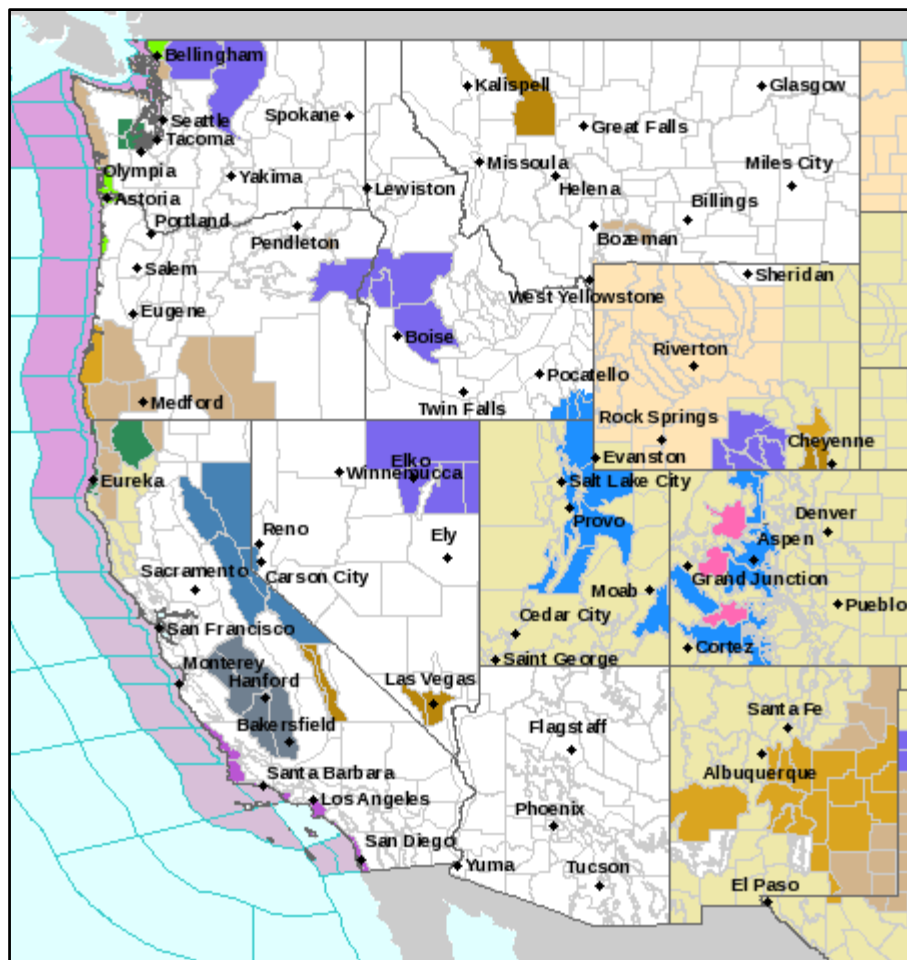 Bellingham
Kalispell
Glasgow
Seattle
Spokane
Great Falls
Tacoma
Olympia
Missoula
Miles City
Yakima
Helena
Lewiston
Astoria
Billings
Portland
Pendleton
Bozeman
Salem
Sheridan
West Yellowstone
Eugene
Boise
Riverton
Pocatello
Medford
Twin Falls
Rock Springs
Cheyenne
Elko
Evanston
Winnemucca
Eureka
Salt Lake City
Provo
Denver
Reno
Ely
Aspen
Sacramento
Carson City
Grand Junction
Moab
Pueblo
San Francisco
Cedar City
Cortez
Monterey
Saint George
Hanford
Las Vegas
Santa Fe
Bakersfield
Flagstaff
Albuquerque
Santa Barbara
Los Angeles
Phoenix
San Diego
Yuma
Tucson
El Paso